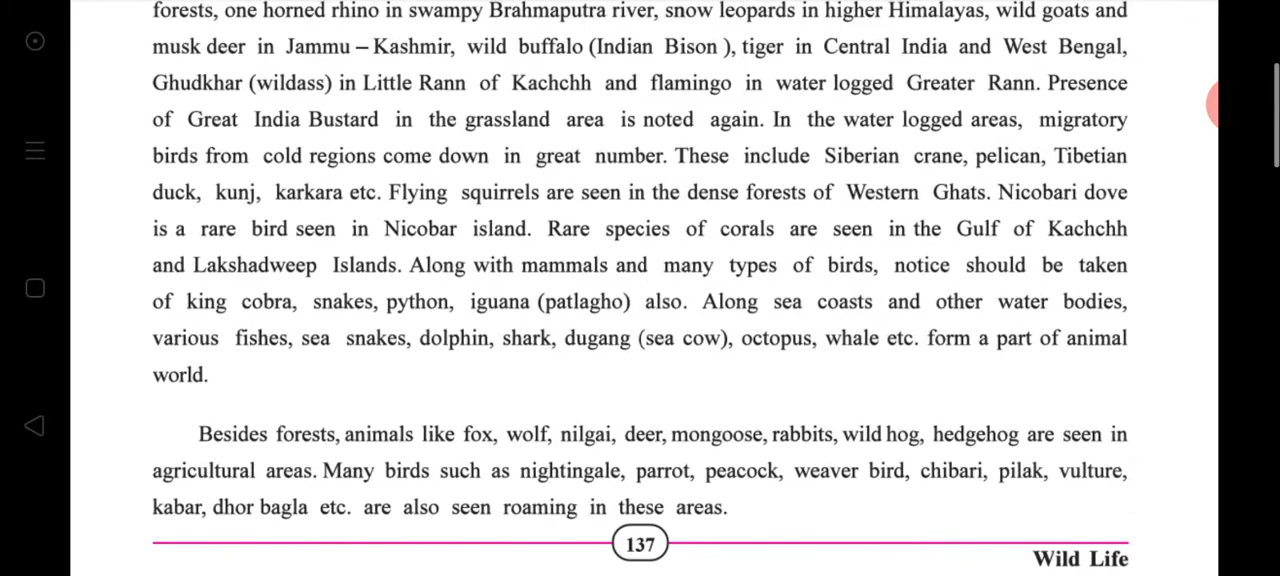 forests, one horned rhino in swampy Brahmaputra river, snow leopards in higher Himalayas, wild goats and
musk deer in Jammu – Kashmir, wild buffalo (Indian Bison ), tiger in Central India and West Bengal,
Ghudkhar (wildass) in Little Rann of Kachchh and flamingo in water logged Greater Rann. Presence
of Great India Bustard in the grassland area is noted again. In the water logged areas, migratory
birds from cold regions come down in great number. These include Siberian crane, pelican, Tibetian
duck, kunj, karkara etc. Flying squirrels are seen in the dense forests of Western Ghats. Nicobari dove
is a rare bird seen in Nicobar island. Rare species of corals are seen in the Gulf of Kachchh
and Lakshadweep Islands. Along with mammals and many types of birds, notice should be taken
of king cobra, snakes, python, iguana (patlagho) also. Along sea coasts and other water bodies,
various fishes, sea snakes, dolphin, shark, dugang (sea cow), octopus, whale etc. form a part of animal
world.
Besides forests, animals like fox, wolf, nilgai, deer, mongoose, rabbits, wild hog, hedgehog are seen in
agricultural areas. Many birds such as nightingale, parrot, peacock, weaver bird, chibari, pilak, vulture,
kabar, dhor bagla etc. are also seen roaming in these areas.
137
Wild Life